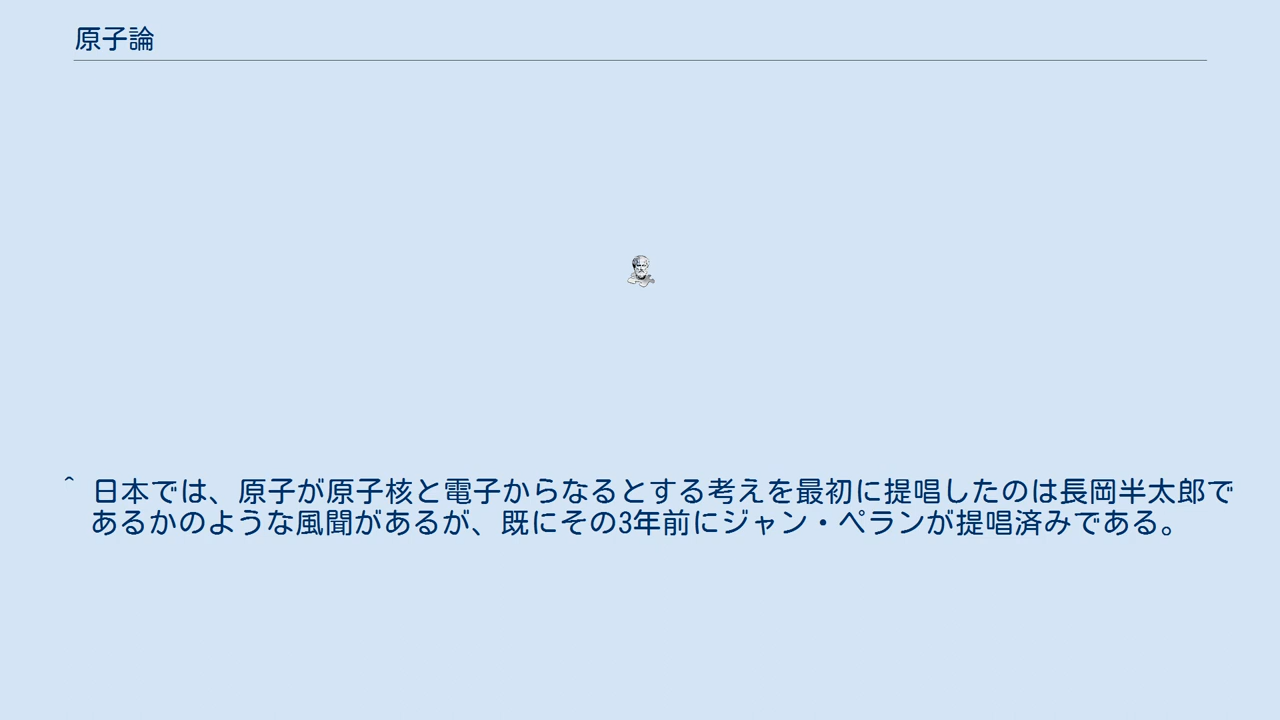 原子論
^ 日本では、原子が原子核と電子からなるとする考えを最初に提唱したのは長岡半太郎で
あるかのような風聞があるが、既にその3年前にジャン・ペランが提唱済みである。